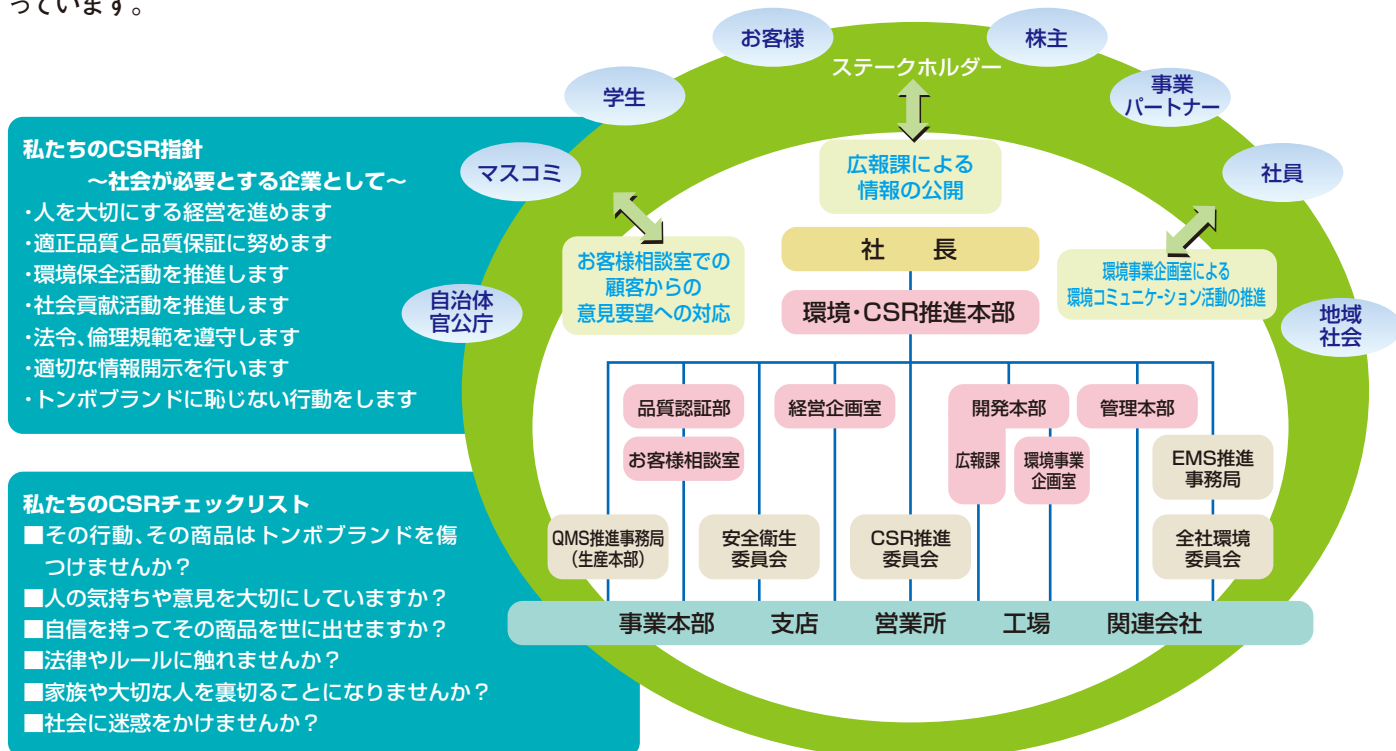 っています。
私たちのCSR指針
～社会が必要とする企業として～
・人を大切にする経営を進めます
・適正品質と品質保証に努めます
・環境保全活動を推進します
・社会貢献活動を推進します
・法令、倫理規範を遵守します
・適切な情報開示を行います
・トンボブランドに恥じない行動をします
私たちのCSRチェックリスト
■その行動、その商品はトンボブランドを傷
つけませんか？
■人の気持ちや意見を大切にしていますか？
■自信を持ってその商品を世に出せますか？
■法律やルールに触れませんか？
■家族や大切な人を裏切ることになりませんか？
■社会に迷惑をかけませんか？
お客様
株主
ステークホルダー
学生
事業
パートナー
マスコミ
社員
自治体
官公庁
地域
社会
広報課による
情報の公開
お客様相談室での
顧客からの
意見要望への対応
環境事業企画室による
環境コミュニケーション活動の推進
社　長
環境・CSR推進本部
品質認証部
経営企画室
開発本部
管理本部
お客様相談室
広報課
環境事業
企画室
EMS推進
事務局
QMS推進事務局
（生産本部）
安全衛生
委員会
CSR推進
委員会
全社環境
委員会
事業本部
支店
営業所
工場
関連会社